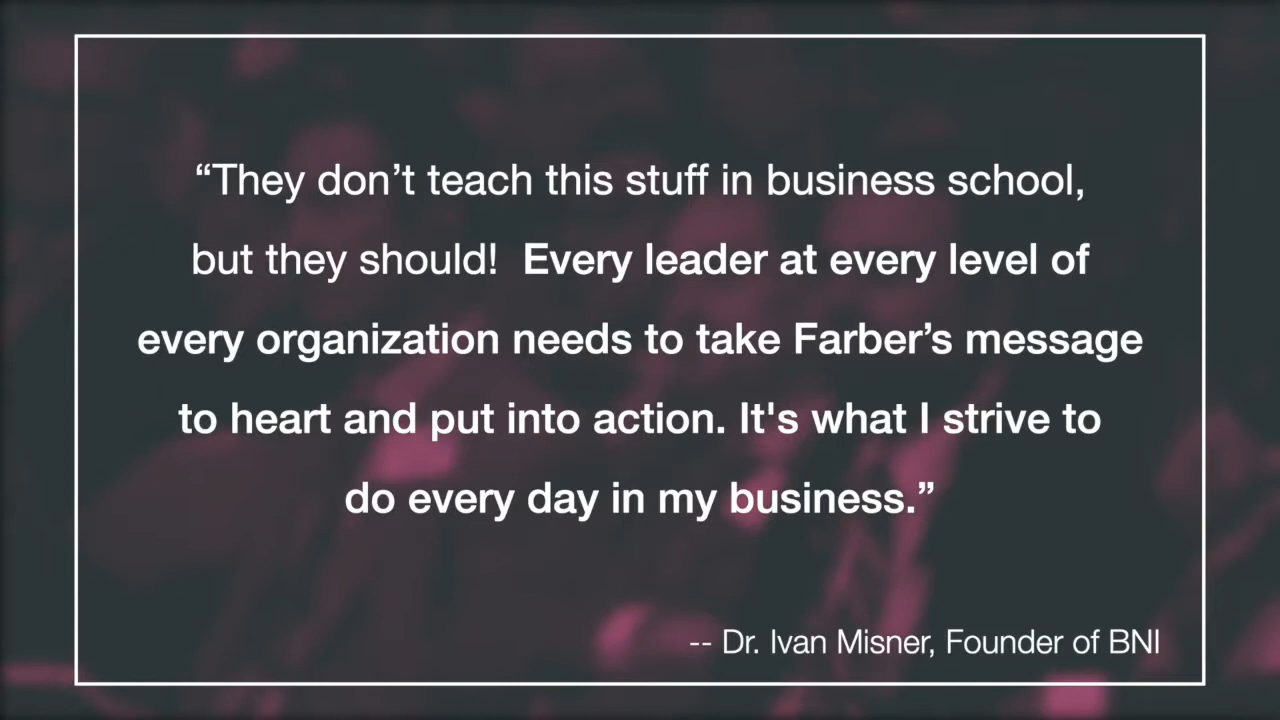 “They don’t teach this stuff in business school,
but they should!  Every leader at every level of
every organization needs to take Farber’s message
to heart and put into action. It's what I strive to
do every day in my business.”
-- Dr. Ivan Misner, Founder of BNI